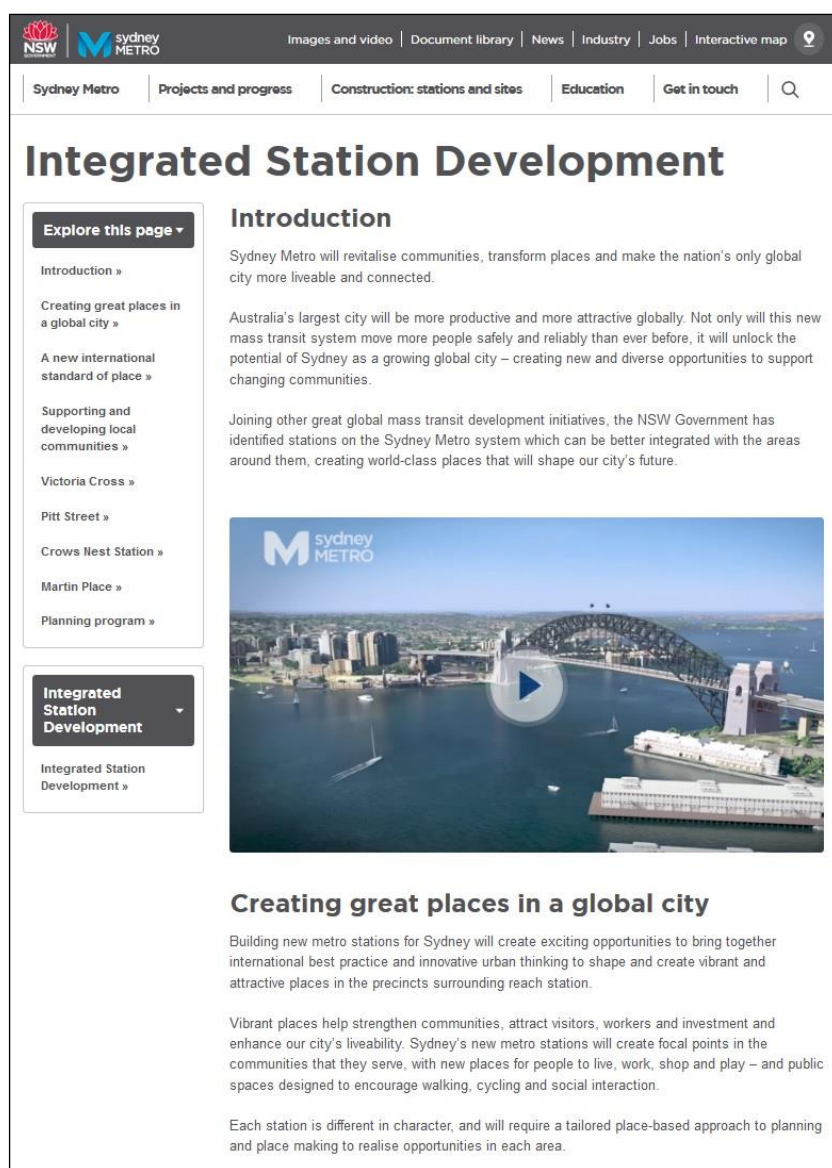 NSW
GOVERNMENT
sydney
METRO
Images and video | Document library | News | Industry | Jobs | Interactive map
Sydney Metro
Projects and progress
Construction: stations and sites
Education
Get in touch
Integrated Station Development
Explore this page
Introduction »
Creating great places in
a global city »
A new international
standard of place »
Supporting and
developing local
communities »
Victoria Cross »
Pitt Street »
Crows Nest Station »
Martin Place »
Planning program »
Integrated
Station
Development
Integrated Station
Development »
Introduction
Sydney Metro will revitalise communities, transform places and make the nation's only global
city more liveable and connected.
Australia's largest city will be more productive and more attractive globally. Not only will this new
mass transit system move more people safely and reliably than ever before, it will unlock the
potential of Sydney as a growing global city – creating new and diverse opportunities to support
changing communities.
Joining other great global mass transit development initiatives, the NSW Government has
identified stations on the Sydney Metro system which can be better integrated with the areas
around them, creating world-class places that will shape our city's future.
sydney
METRO
Creating great places in a global city
Building new metro stations for Sydney will create exciting opportunities to bring together
international best practice and innovative urban thinking to shape and create vibrant and
attractive places in the precincts surrounding reach station.
Vibrant places help strengthen communities, attract visitors, workers and investment and
enhance our city's liveability. Sydney's new metro stations will create focal points in the
communities that they serve, with new places for people to live, work, shop and play – and public
spaces designed to encourage walking, cycling and social interaction.
Each station is different in character, and will require a tailored place-based approach to planning
and place making to realise opportunities in each area.